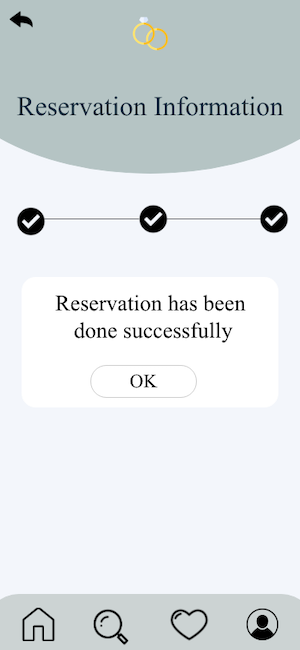 Reservation Information
Reservation has been
done successfully
OK